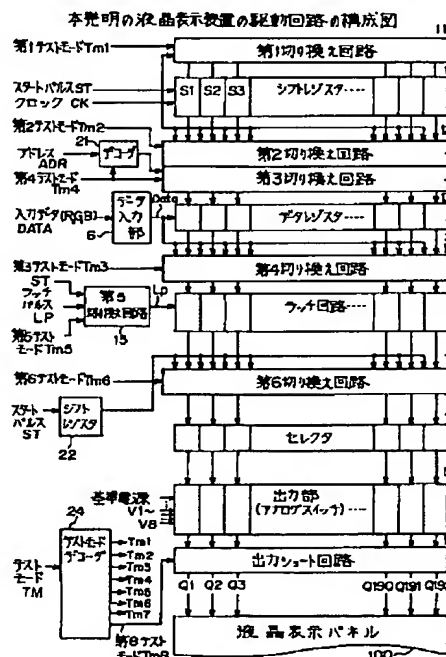 本発明の液晶表示装置の駆動回路の構成図
11
第1テストモードTm1
第1切り換え回路
スタートパルスST
クロック CK
S1 S2 S3 シフトレジスタ‥‥
第2テストモードTm2
21
アドレス
ADR
デコーダ
第2切り換え回路
第4テストモード
Tm4
第3切り換え回路
入力データ(RGB)
DATA
データ
入力
部
6
Data
データレジスタ
第3テストモードTm3
第4切り換え回路
ST
ラッチ
パルス
LP
第5
切り換え回路
Lp
ラッチ回路
第5テスト
モードTm5
15
第6テストモードTm6
第6切り換え回路
スタート
パルス
ST
シフト
レジスタ
22
セレクタ
基準電源
V1~
V8
出力部
(アナログスイッチ)‥‥
24
テスト
モード
TM
テストモード
デコーダ
Tm1
Tm2
Tm3
Tm4
Tm5
Tm6
Tm7
出力ショート回路
Q1 Q2 Q3 Q190 Q191 Q192
第8テスト
モードTm8
液晶表示パネル
100